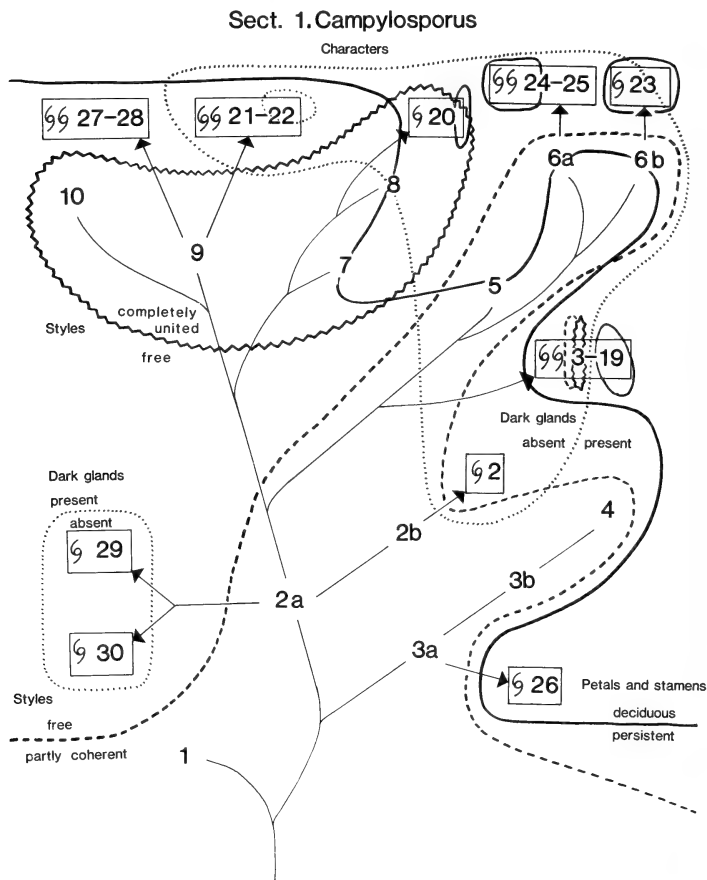 Sect. 1. Campylosporus
Characters
§§ 24–25
§ 23
§§ 27–28
§§ 21–22
§ 20
6a
6b
8
10
9
7
5
completely
united
Styles
free
§§ 3–19
Dark glands
absent
present
Dark glands
present
absent
§ 2
4
§ 29
2b
3b
2a
§ 30
3a
§ 26
Petals and stamens
deciduous
persistent
Styles
free
partly coherent
1